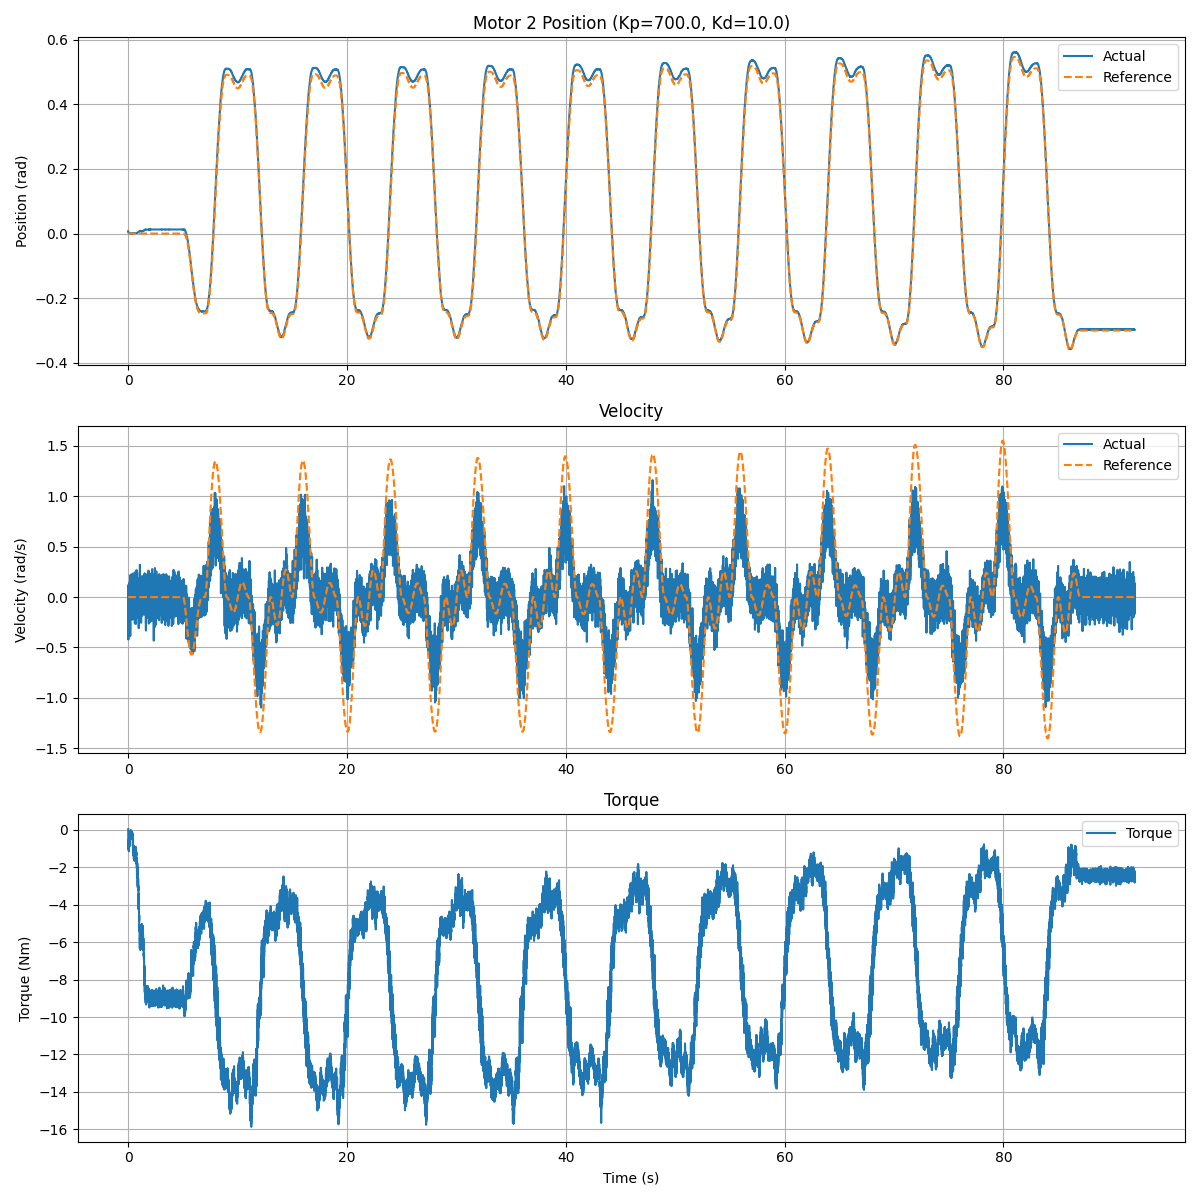 Motor 2 Position (Kp=700.0, Kd=10.0)
0.6
0.4
0.2
0.0
−0.2
−0.4
Position (rad)
Actual
Reference
0 20 40 60 80
Velocity
1.5
1.0
0.5
0.0
−0.5
−1.0
−1.5
Velocity (rad/s)
Actual
Reference
0 20 40 60 80
Torque
0
−2
−4
−6
−8
−10
−12
−14
−16
Torque (Nm)
Torque
0 20 40 60 80
Time (s)